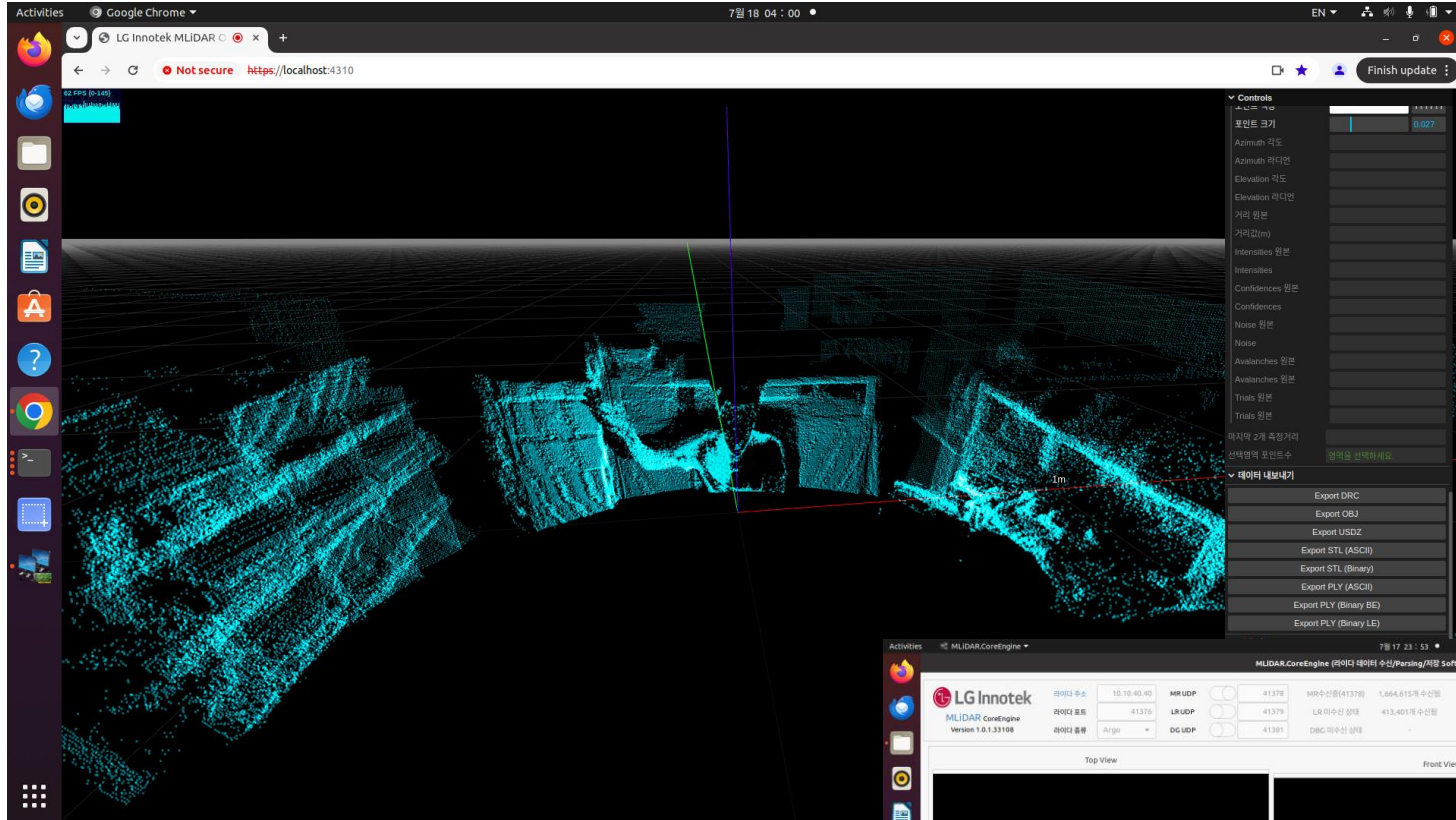 Activities Google Chrome 7월 18 04 : 00 EN
LG Innotek MLiDAR
Not secure https://localhost:4310 Finish update
62 FPS (0-145)
Controls
포인트 크기 0.027
Azimuth 각도
Azimuth 라디언
Elevation 각도
Elevation 라디언
거리 원본
거리값(m)
Intensities 원본
Intensities
Confidences 원본
Confidences
Noise 원본
Noise
Avalanches 원본
Avalanches 원본
Trials 원본
Trials 원본
마지막 2개 측정거리
선택영역 포인트수 영역을 선택하세요.
데이터 내보내기
1m
Export DRC
Export OBJ
Export USDZ
Export STL (ASCII)
Export STL (Binary)
Export PLY (ASCII)
Export PLY (Binary BE)
Export PLY (Binary LE)
Activities MLiDAR.CoreEngine 7월 17 23 : 53
MLiDAR.CoreEngine (라이다 데이터 수신/Parsing/저장 Soft
LG Innotek
MLiDAR CoreEngine
Version 1.0.1.33108
라이다 주소 10.10.40.40 MR UDP 41378 MR수신중(41378) 1,664,615개 수신됨
라이다 포트 41376 LR UDP 41379 LR 미수신 상태 413,401개 수신됨
라이다 종류 Argo DG UDP 41381 DBG 미수신 상태 -
Top View Front Vie